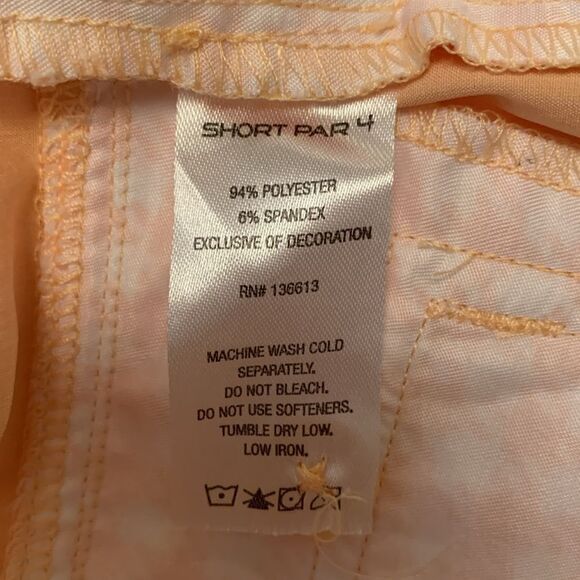 SHORT PAR 4
94% POLYESTER
6% SPANDEX
EXCLUSIVE OF DECORATION
RN# 136613
MACHINE WASH COLD
SEPARATELY.
DO NOT BLEACH.
DO NOT USE SOFTENERS.
TUMBLE DRY LOW.
LOW IRON.